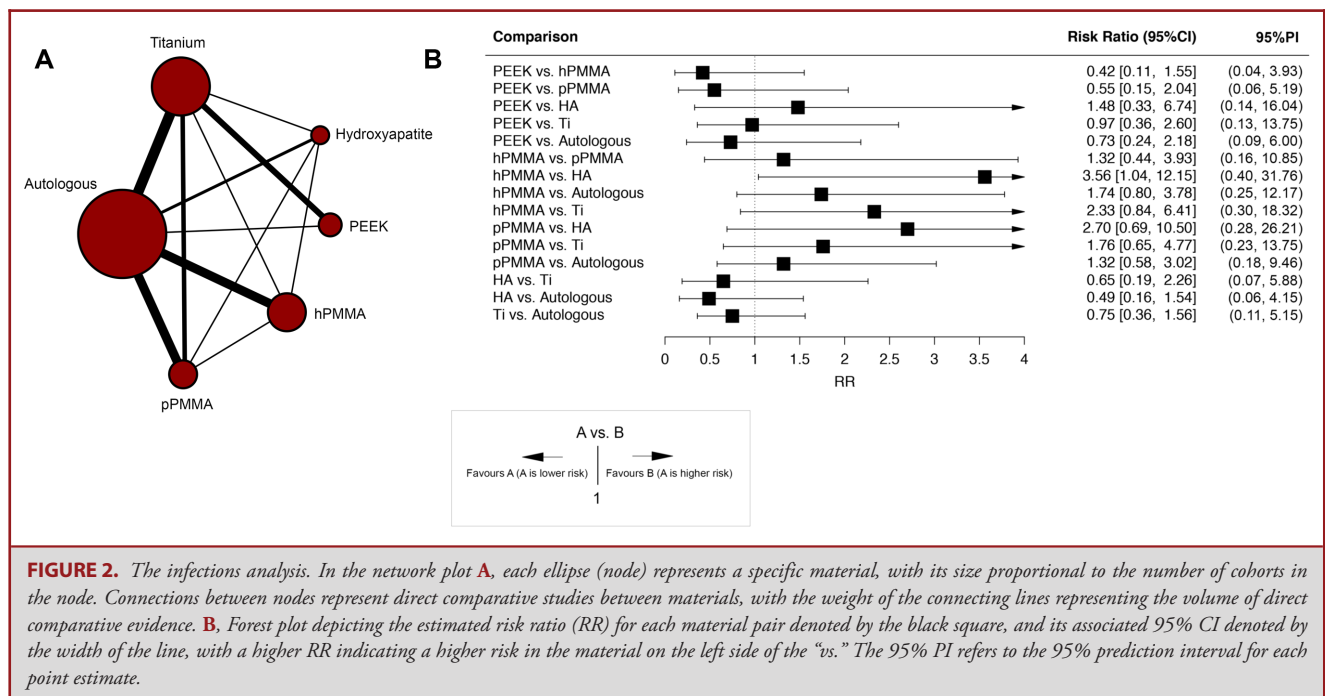 A
Titanium
Hydroxyapatite
Autologous
PEEK
hPMMA
pPMMA
B
Comparison Risk Ratio (95%CI) 95%PI
PEEK vs. hPMMA 0.42 [0.11, 1.55] (0.04, 3.93)
PEEK vs. pPMMA 0.55 [0.15, 2.04] (0.06, 5.19)
PEEK vs. HA 1.48 [0.33, 6.74] (0.14, 16.04)
PEEK vs. Ti 0.97 [0.36, 2.60] (0.13, 13.75)
PEEK vs. Autologous 0.73 [0.24, 2.18] (0.09, 6.00)
hPMMA vs. pPMMA 1.32 [0.44, 3.93] (0.16, 10.85)
hPMMA vs. HA 3.56 [1.04, 12.15] (0.40, 31.76)
hPMMA vs. Autologous 1.74 [0.80, 3.78] (0.25, 12.17)
hPMMA vs. Ti 2.33 [0.84, 6.41] (0.30, 18.32)
pPMMA vs. HA 2.70 [0.69, 10.50] (0.28, 26.21)
pPMMA vs. Ti 1.76 [0.65, 4.77] (0.23, 13.75)
pPMMA vs. Autologous 1.32 [0.58, 3.02] (0.18, 9.46)
HA vs. Ti 0.65 [0.19, 2.26] (0.07, 5.88)
HA vs. Autologous 0.49 [0.16, 1.54] (0.06, 4.15)
Ti vs. Autologous 0.75 [0.36, 1.56] (0.11, 5.15)
0 0.5 1 1.5 2 2.5 3 3.5 4
RR
A vs. B
Favours A (A is lower risk) Favours B (A is higher risk)
1
FIGURE 2. The infections analysis. In the network plot A, each ellipse (node) represents a specific material, with its size proportional to the number of cohorts in
the node. Connections between nodes represent direct comparative studies between materials, with the weight of the connecting lines representing the volume of direct
comparative evidence. B, Forest plot depicting the estimated risk ratio (RR) for each material pair denoted by the black square, and its associated 95% CI denoted by
the width of the line, with a higher RR indicating a higher risk in the material on the left side of the “vs.” The 95% PI refers to the 95% prediction interval for each
point estimate.